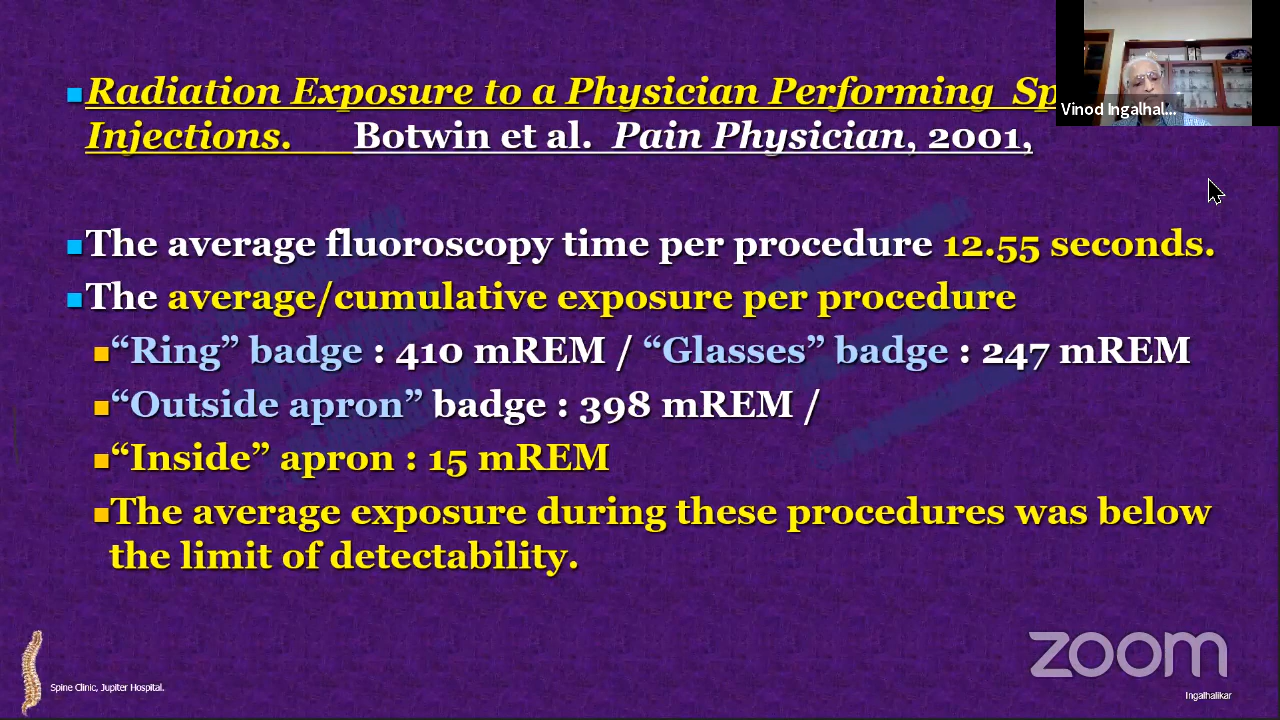 Radiation Exposure to a Physician Performing Sp
Injections. Botwin et al. Pain Physician, 2001,
Vinod Ingalhal...
The average fluoroscopy time per procedure 12.55 seconds.
The average/cumulative exposure per procedure
“Ring” badge : 410 mREM / “Glasses” badge : 247 mREM
“Outside apron” badge : 398 mREM /
“Inside” apron : 15 mREM
The average exposure during these procedures was below
the limit of detectability.
zoom
Spine Clinic, Jupiter Hospital.
Ingalhalikar